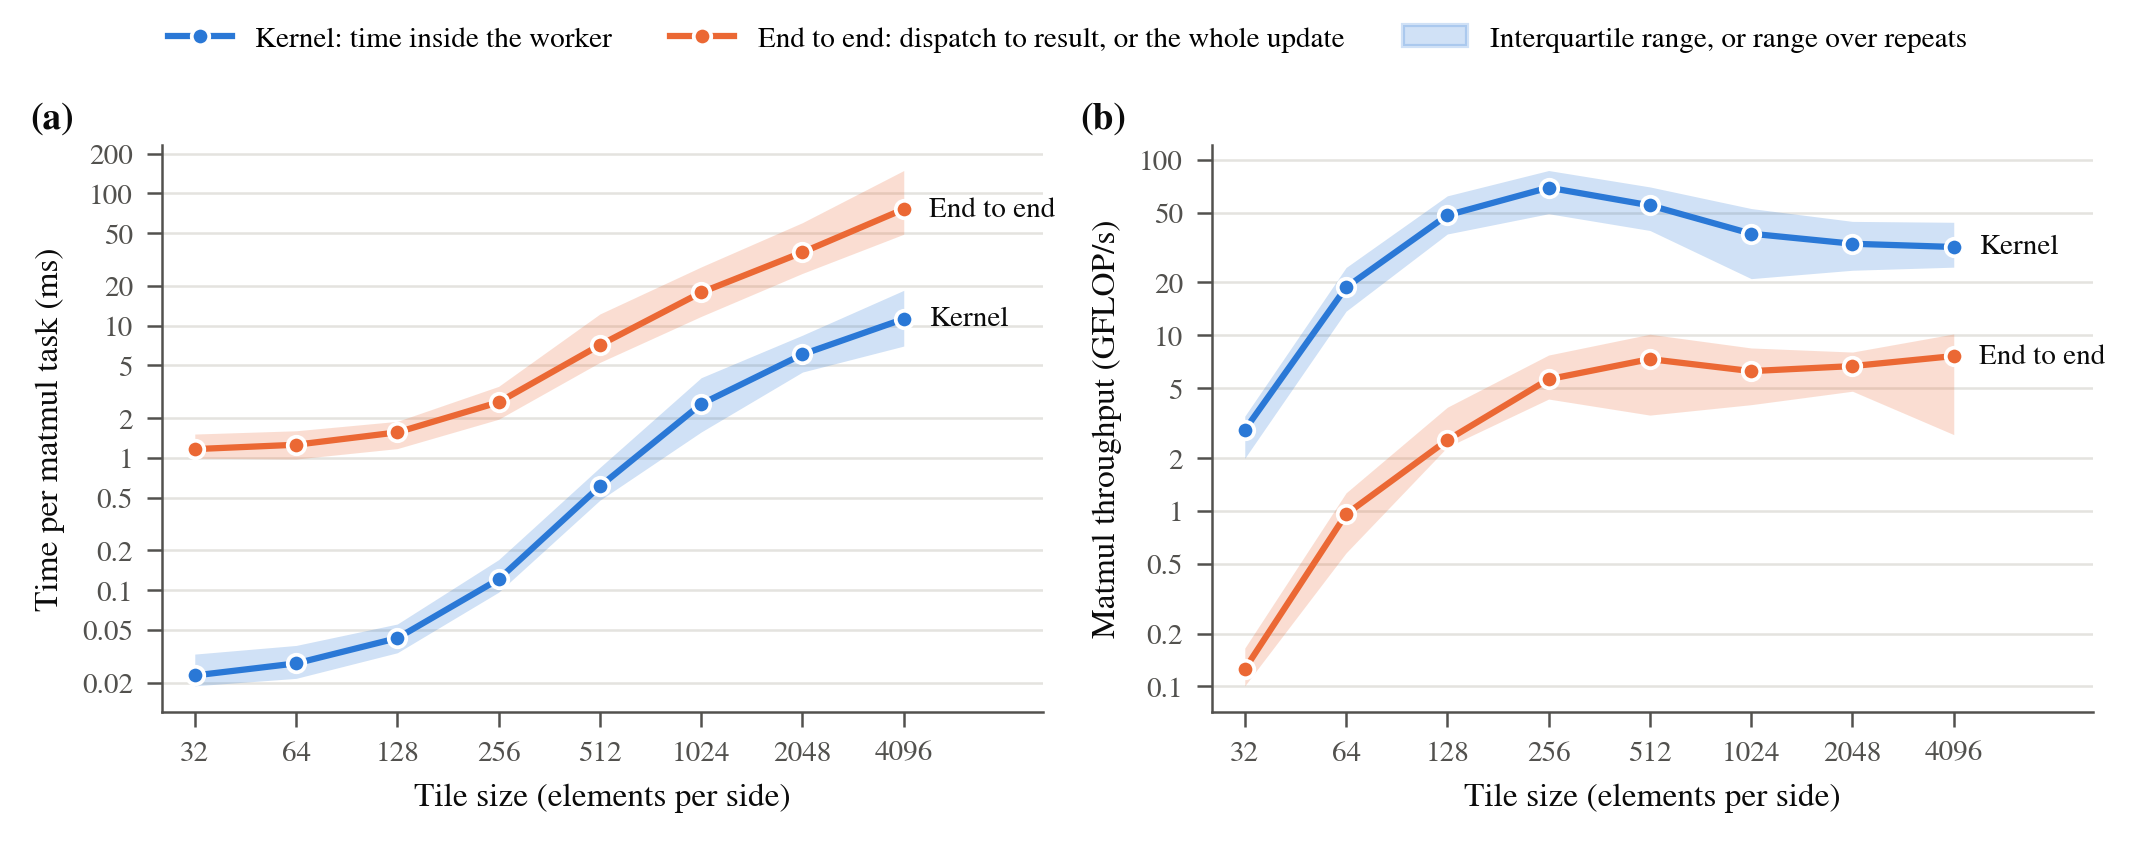 Kernel: time inside the worker
End to end: dispatch to result, or the whole update
Interquartile range, or range over repeats
(a)
200
100
50
20
10
5
2
1
0.5
0.2
0.1
0.05
0.02
Time per matmul task (ms)
End to end
Kernel
32 64 128 256 512 1024 2048 4096
Tile size (elements per side)
(b)
100
50
20
10
5
2
1
0.5
0.2
0.1
Matmul throughput (GFLOP/s)
Kernel
End to end
32 64 128 256 512 1024 2048 4096
Tile size (elements per side)